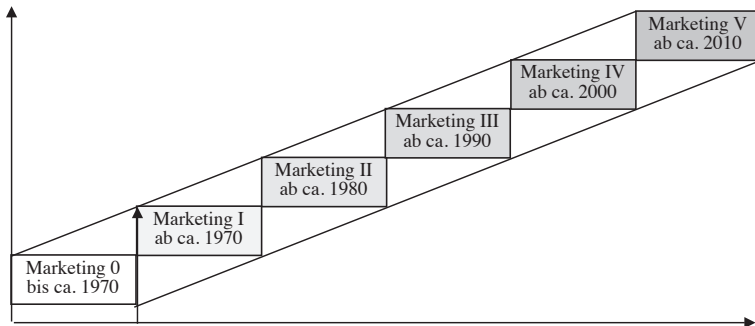 Marketing V
ab ca. 2010
Marketing IV
ab ca. 2000
Marketing III
ab ca. 1990
Marketing II
ab ca. 1980
Marketing I
ab ca. 1970
Marketing 0
bis ca. 1970